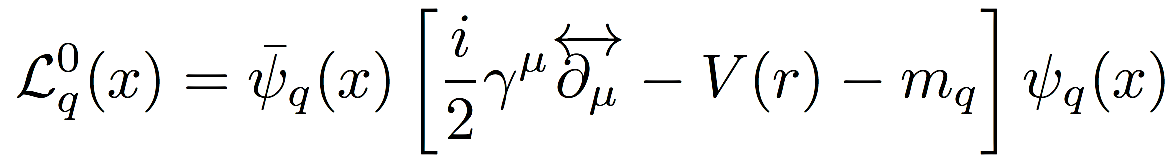 $\mathcal{L}_q^0(x) = \bar{\psi}_q(x) \left[ \frac{i}{2} \gamma^\mu \overleftrightarrow{\partial_\mu} - V(r) - m_q \right] \psi_q(x)$